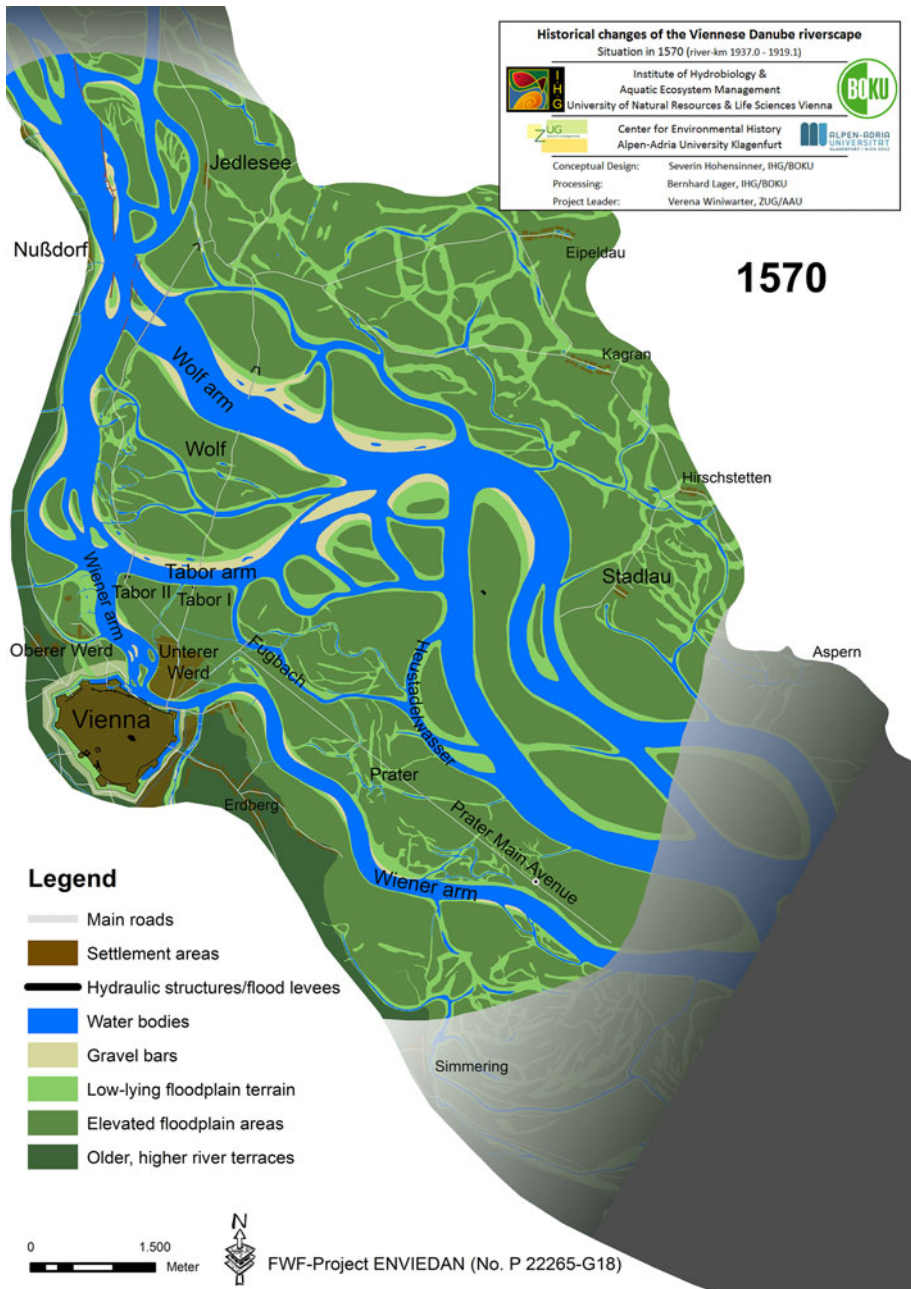 Historical changes of the Viennese Danube riverscape
Situation in 1570 (river-km 1937.0 - 1919.1)
IHG
Institute of Hydrobiology &
Aquatic Ecosystem Management
University of Natural Resources & Life Sciences Vienna
BOKU
ZUG
Center for Environmental History
Alpen-Adria University Klagenfurt
ALPEN-ADRIA
UNIVERSITÄT
Conceptual Design: Severin Hohensinner, IHG/BOKU
Processing: Bernhard Lager, IHG/BOKU
Project Leader: Verena Winiwarter, ZUG/AAU
1570
Jedlesee
Nußdorf
Eipeldau
Kagran
Wolf arm
Wolf
Hirschstetten
Tabor arm
Stadlau
Wiener arm
Tabor II
Tabor I
Oberer Werd
Unterer
Werd
Fugbach
Heustadelwasser
Aspern
Vienna
Prater
Erdberg
Prater Main Avenue
Wiener arm
Simmering
Legend
Main roads
Settlement areas
Hydraulic structures/flood levees
Water bodies
Gravel bars
Low-lying floodplain terrain
Elevated floodplain areas
Older, higher river terraces
0 1.500
Meter
N
FWF-Project ENVIEDAN (No. P 22265-G18)